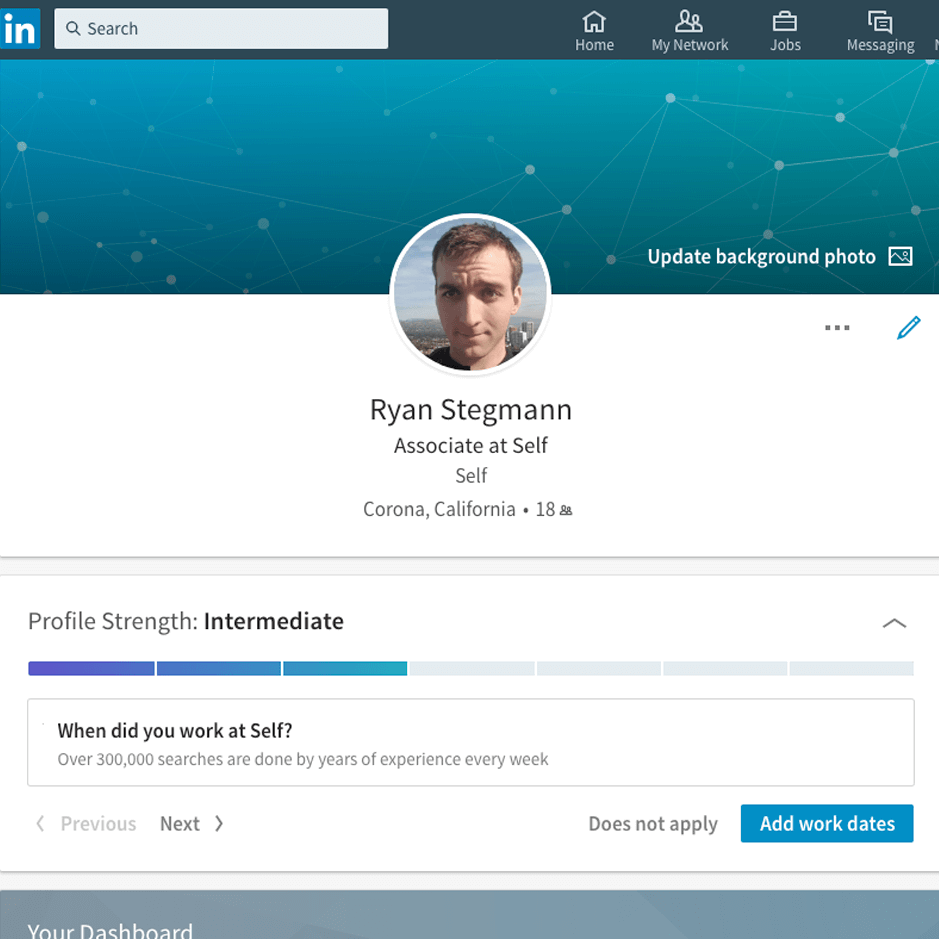 in
Search
Home
My Network
Jobs
Messaging
Update background photo
Ryan Stegmann
Associate at Self
Self
Corona, California • 18
Profile Strength: Intermediate
When did you work at Self?
Over 300,000 searches are done by years of experience every week
Previous
Next
Does not apply
Add work dates
Your Dashboard